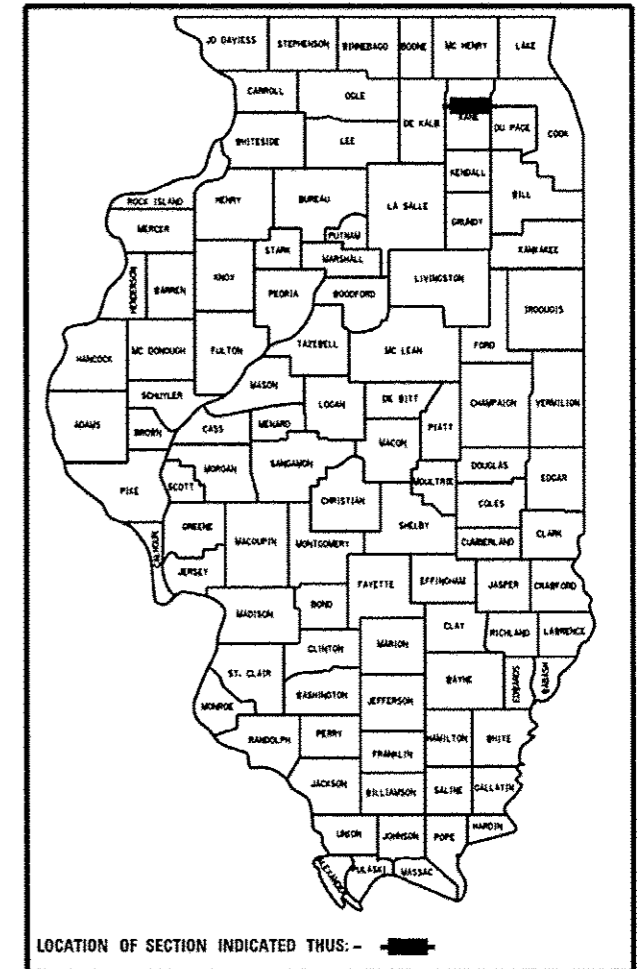 JO DAVIESS STEPHENSON WINNEBAGO BOONE MC HENRY LAKE
CARROLL OGLE DE KALB KANE DU PAGE COOK
WHITESIDE LEE KENDALL WILL
ROCK ISLAND HENRY BUREAU LA SALLE GRUNDY
MERCER PUTNAM KANKAKEE
STARK MARSHALL
HENDERSON WARREN KNOX PEORIA WOODFORD LIVINGSTON IROQUOIS
HANCOCK MC DONOUGH FULTON TAZEWELL MC LEAN FORD
MASON
SCHUYLER LOGAN DE WITT CHAMPAIGN VERMILION
ADAMS BROWN CASS MENARD MACON PIATT
PIKE SCOTT MORGAN SANGAMON CHRISTIAN MOULTRIE DOUGLAS EDGAR
COLES
GREENE MACOUPIN MONTGOMERY SHELBY CUMBERLAND CLARK
CALHOUN JERSEY FAYETTE EFFINGHAM JASPER CRAWFORD
MADISON BOND
CLINTON MARION CLAY RICHLAND LAWRENCE
ST. CLAIR WASHINGTON JEFFERSON WAYNE EDWARDS WABASH
MONROE
RANDOLPH PERRY FRANKLIN HAMILTON WHITE
JACKSON WILLIAMSON SALINE GALLATIN
UNION JOHNSON POPE HARDIN
ALEXANDER PULASKI MASSAC
LOCATION OF SECTION INDICATED THUS: -